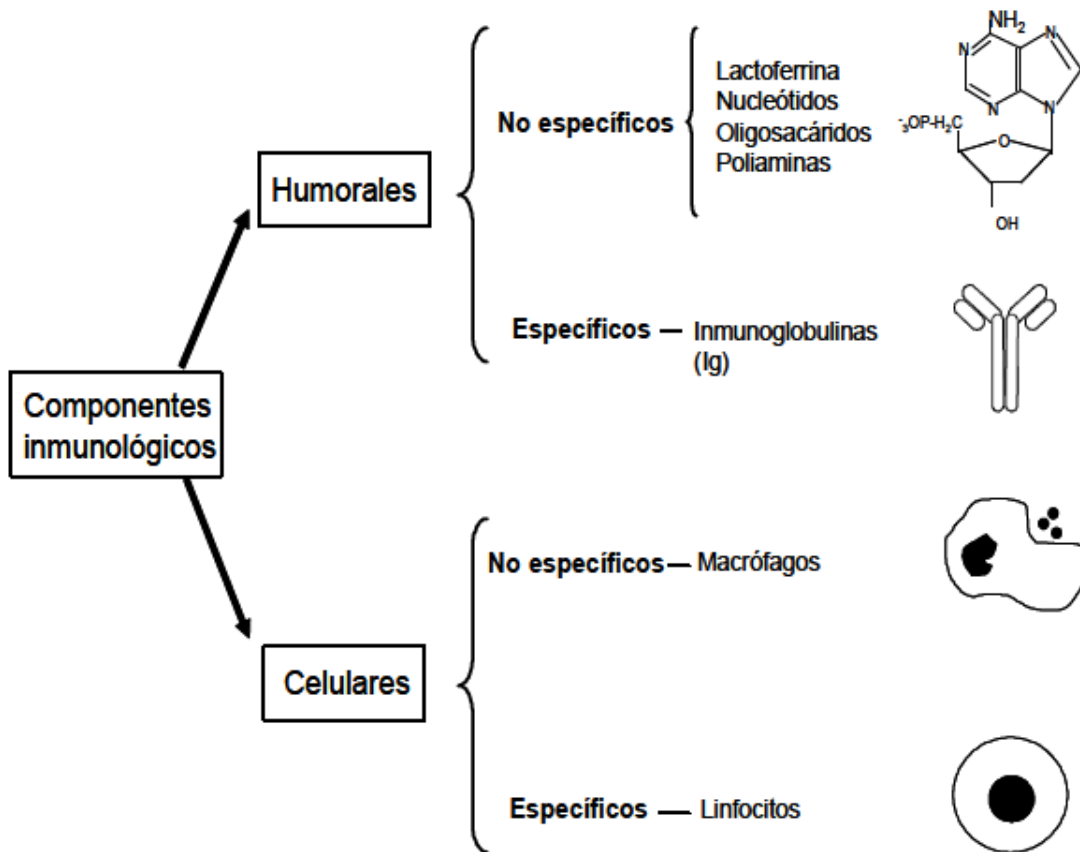 Componentes
inmunológicos
Humorales
No específicos
Lactoferrina
Nucleótidos
Oligosacáridos
Poliaminas
NH₂
N
N
N
N
⁻₃OP-H₂C
O
OH
Específicos — Inmunoglobulinas
(Ig)
Celulares
No específicos — Macrófagos
Específicos — Linfocitos